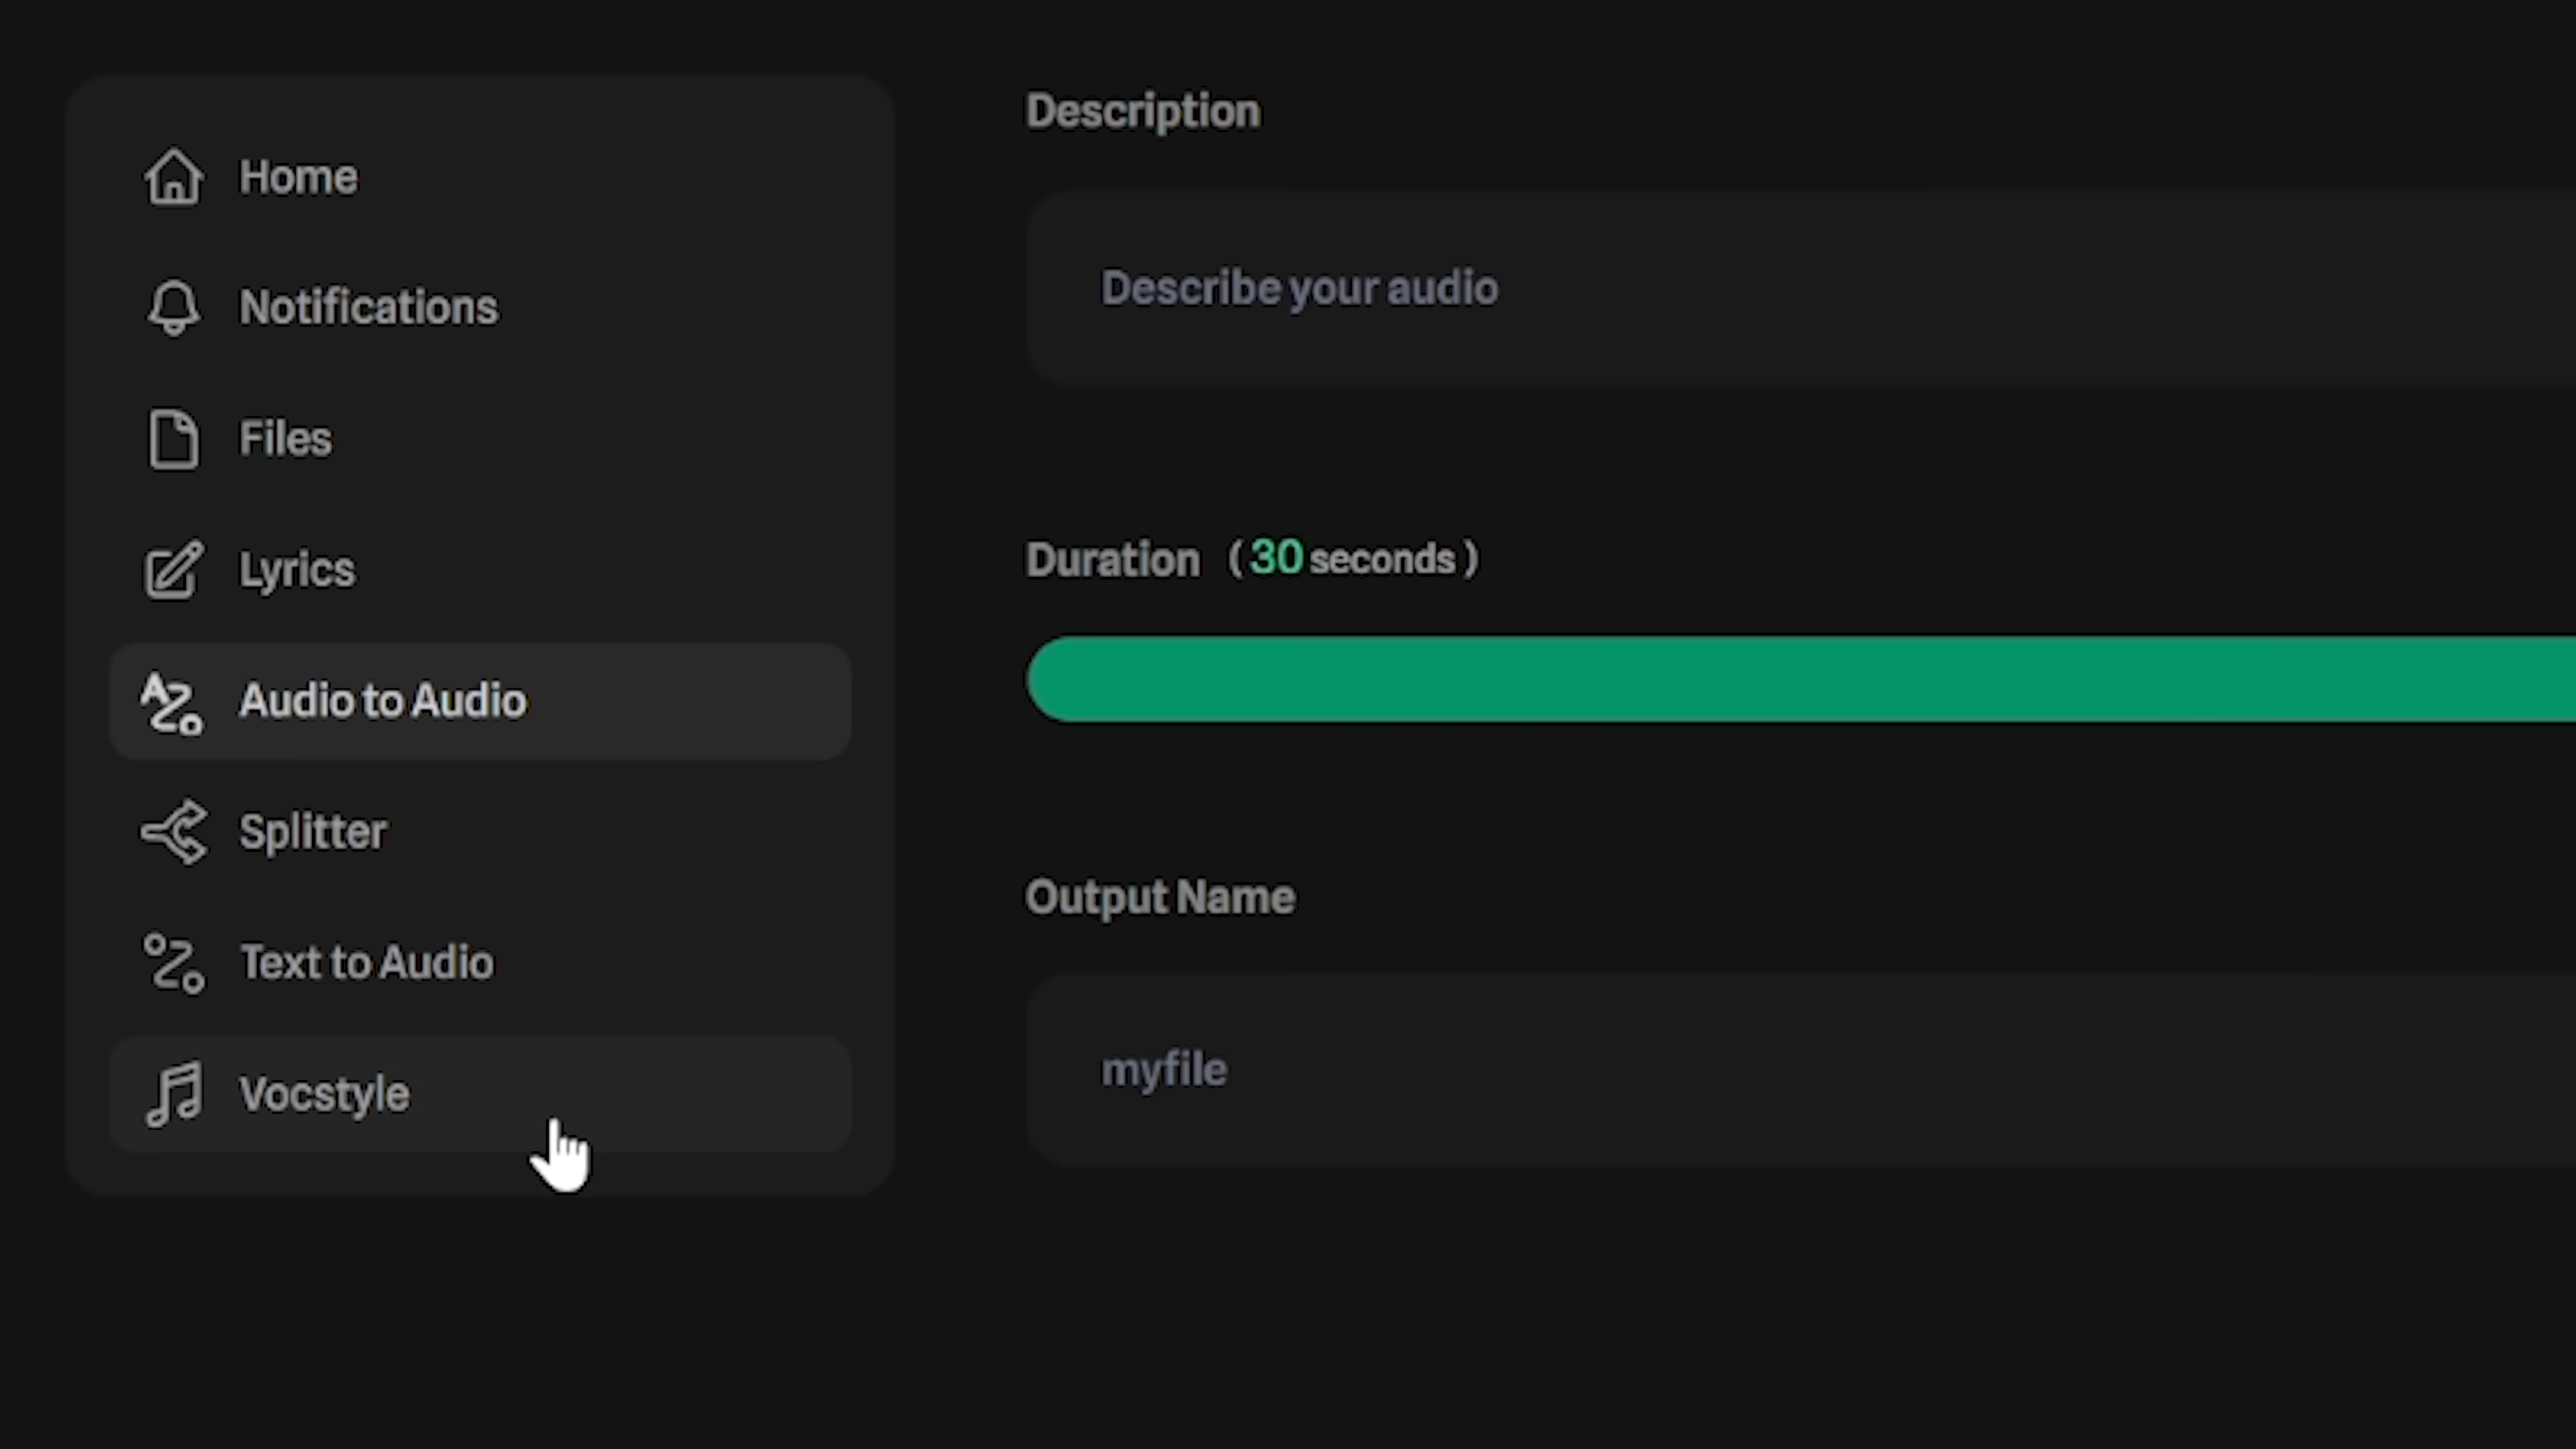 Home
Notifications
Files
Lyrics
Audio to Audio
Splitter
Text to Audio
Vocstyle
Description
Describe your audio
Duration ( 30 seconds )
Output Name
myfile